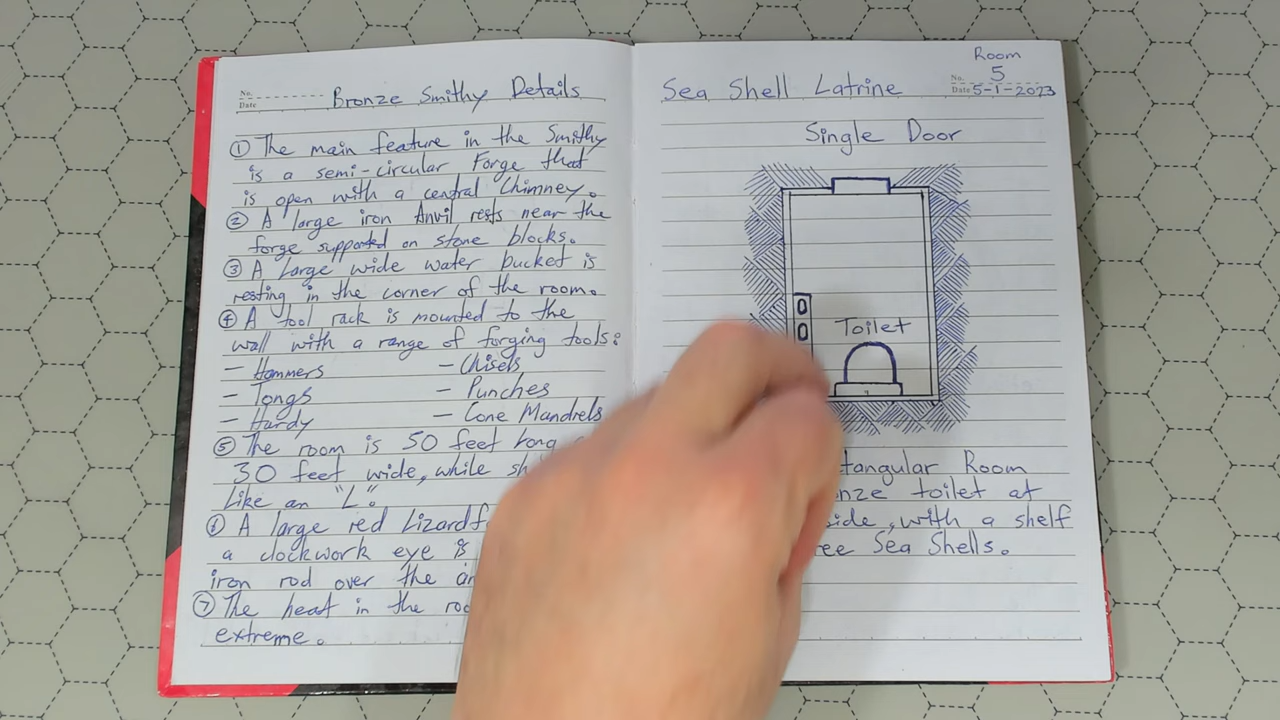 No.
Date
Bronze Smithy Details
① The main feature in the Smithy
is a semi-circular Forge that
is open with a central Chimney.
② A large iron Anvil rests near the
forge supported on stone blocks.
③ A large wide water bucket is
resting in the corner of the room.
④ A tool rack is mounted to the
wall with a range of forging tools:
- Hammers - Chisels
- Tongs - Punches
- Hardy - Cone Mandrels
⑤ The room is 50 feet long
30 feet wide, while
Like an "L."
⑥ A large red
a clockwork eye is
iron rod over the
⑦ The heat in the
extreme.
Room
Sea Shell Latrine
No. 5
Date 5-1-2023
Single Door
Toilet
Room
toilet at
with a shelf
Sea Shells.